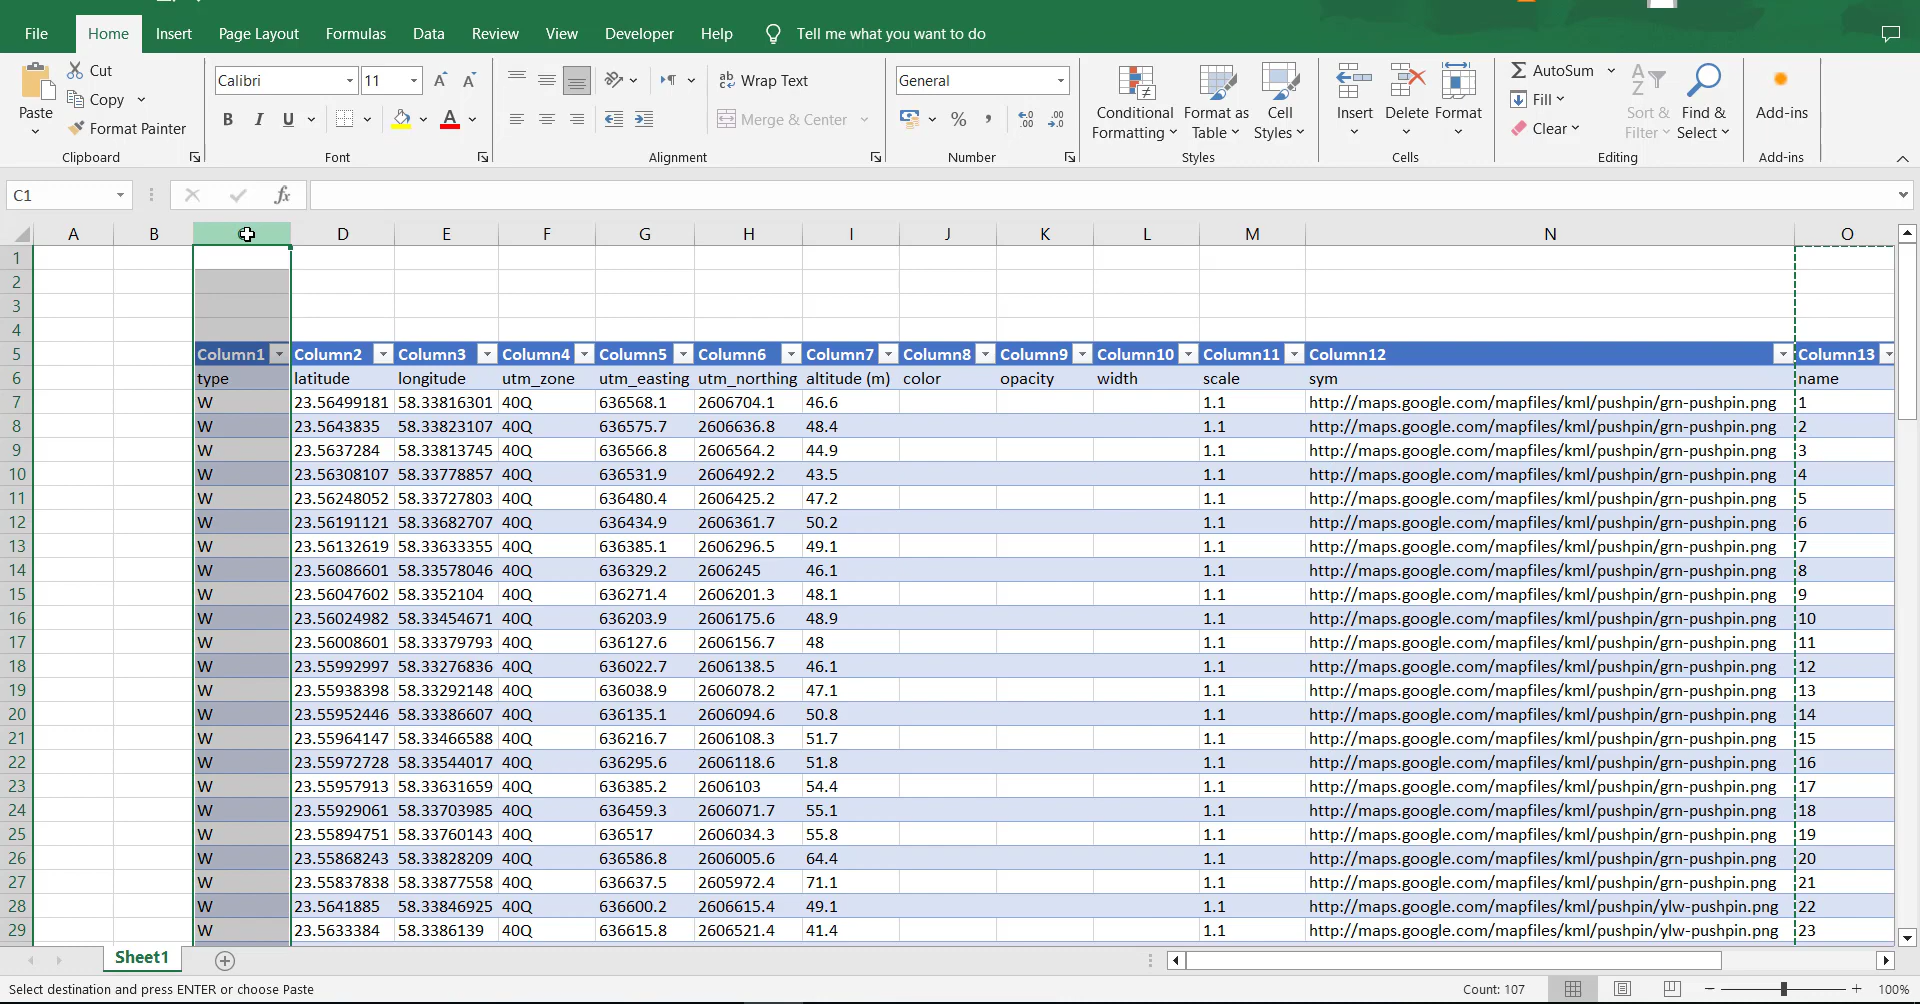 File Home Insert Page Layout Formulas Data Review View Developer Help Tell me what you want to do
Paste
Cut
Copy
Format Painter
Clipboard
Calibri 11
B I U A
Font
ab Wrap Text
Merge & Center
Alignment
General
% ,
Number
Conditional Formatting
Format as Table
Cell Styles
Styles
Insert
Delete
Format
Cells
AutoSum
Fill
Clear
Sort & Filter
Find & Select
Editing
Add-ins
Add-ins
C1 fx
A B D E F G H I J K L M N O
1
2
3
4
5 Column1 Column2 Column3 Column4 Column5 Column6 Column7 Column8 Column9 Column10 Column11 Column12 Column13
6 type latitude longitude utm_zone utm_easting utm_northing altitude (m) color opacity width scale sym name
7 W 23.56499181 58.33816301 40Q 636568.1 2606704.1 46.6 1.1 http://maps.google.com/mapfiles/kml/pushpin/grn-pushpin.png 1
8 W 23.5643835 58.33823107 40Q 636575.7 2606636.8 48.4 1.1 http://maps.google.com/mapfiles/kml/pushpin/grn-pushpin.png 2
9 W 23.5637284 58.33813745 40Q 636566.8 2606564.2 44.9 1.1 http://maps.google.com/mapfiles/kml/pushpin/grn-pushpin.png 3
10 W 23.56308107 58.33778857 40Q 636531.9 2606492.2 43.5 1.1 http://maps.google.com/mapfiles/kml/pushpin/grn-pushpin.png 4
11 W 23.56248052 58.33727803 40Q 636480.4 2606425.2 47.2 1.1 http://maps.google.com/mapfiles/kml/pushpin/grn-pushpin.png 5
12 W 23.56191121 58.33682707 40Q 636434.9 2606361.7 50.2 1.1 http://maps.google.com/mapfiles/kml/pushpin/grn-pushpin.png 6
13 W 23.56132619 58.33633355 40Q 636385.1 2606296.5 49.1 1.1 http://maps.google.com/mapfiles/kml/pushpin/grn-pushpin.png 7
14 W 23.56086601 58.33578046 40Q 636329.2 2606245 46.1 1.1 http://maps.google.com/mapfiles/kml/pushpin/grn-pushpin.png 8
15 W 23.56047602 58.3352104 40Q 636271.4 2606201.3 48.1 1.1 http://maps.google.com/mapfiles/kml/pushpin/grn-pushpin.png 9
16 W 23.56024982 58.33454671 40Q 636203.9 2606175.6 48.9 1.1 http://maps.google.com/mapfiles/kml/pushpin/grn-pushpin.png 10
17 W 23.56008601 58.33379793 40Q 636127.6 2606156.7 48 1.1 http://maps.google.com/mapfiles/kml/pushpin/grn-pushpin.png 11
18 W 23.55992997 58.33276836 40Q 636022.7 2606138.5 46.1 1.1 http://maps.google.com/mapfiles/kml/pushpin/grn-pushpin.png 12
19 W 23.55938398 58.33292148 40Q 636038.9 2606078.2 47.1 1.1 http://maps.google.com/mapfiles/kml/pushpin/grn-pushpin.png 13
20 W 23.55952446 58.33386607 40Q 636135.1 2606094.6 50.8 1.1 http://maps.google.com/mapfiles/kml/pushpin/grn-pushpin.png 14
21 W 23.55964147 58.33466588 40Q 636216.7 2606108.3 51.7 1.1 http://maps.google.com/mapfiles/kml/pushpin/grn-pushpin.png 15
22 W 23.55972728 58.33544017 40Q 636295.6 2606118.6 51.8 1.1 http://maps.google.com/mapfiles/kml/pushpin/grn-pushpin.png 16
23 W 23.55957913 58.33631659 40Q 636385.2 2606103 54.4 1.1 http://maps.google.com/mapfiles/kml/pushpin/grn-pushpin.png 17
24 W 23.55929061 58.33703985 40Q 636459.3 2606071.7 55.1 1.1 http://maps.google.com/mapfiles/kml/pushpin/grn-pushpin.png 18
25 W 23.55894751 58.33760143 40Q 636517 2606034.3 55.8 1.1 http://maps.google.com/mapfiles/kml/pushpin/grn-pushpin.png 19
26 W 23.55868243 58.33828209 40Q 636586.8 2606005.6 64.4 1.1 http://maps.google.com/mapfiles/kml/pushpin/grn-pushpin.png 20
27 W 23.55837838 58.33877558 40Q 636637.5 2605972.4 71.1 1.1 http://maps.google.com/mapfiles/kml/pushpin/grn-pushpin.png 21
28 W 23.5641885 58.33846925 40Q 636600.2 2606615.4 49.1 1.1 http://maps.google.com/mapfiles/kml/pushpin/ylw-pushpin.png 22
29 W 23.5633384 58.3386139 40Q 636615.8 2606521.4 41.4 1.1 http://maps.google.com/mapfiles/kml/pushpin/ylw-pushpin.png 23
Sheet1
Select destination and press ENTER or choose Paste Count: 107 100%